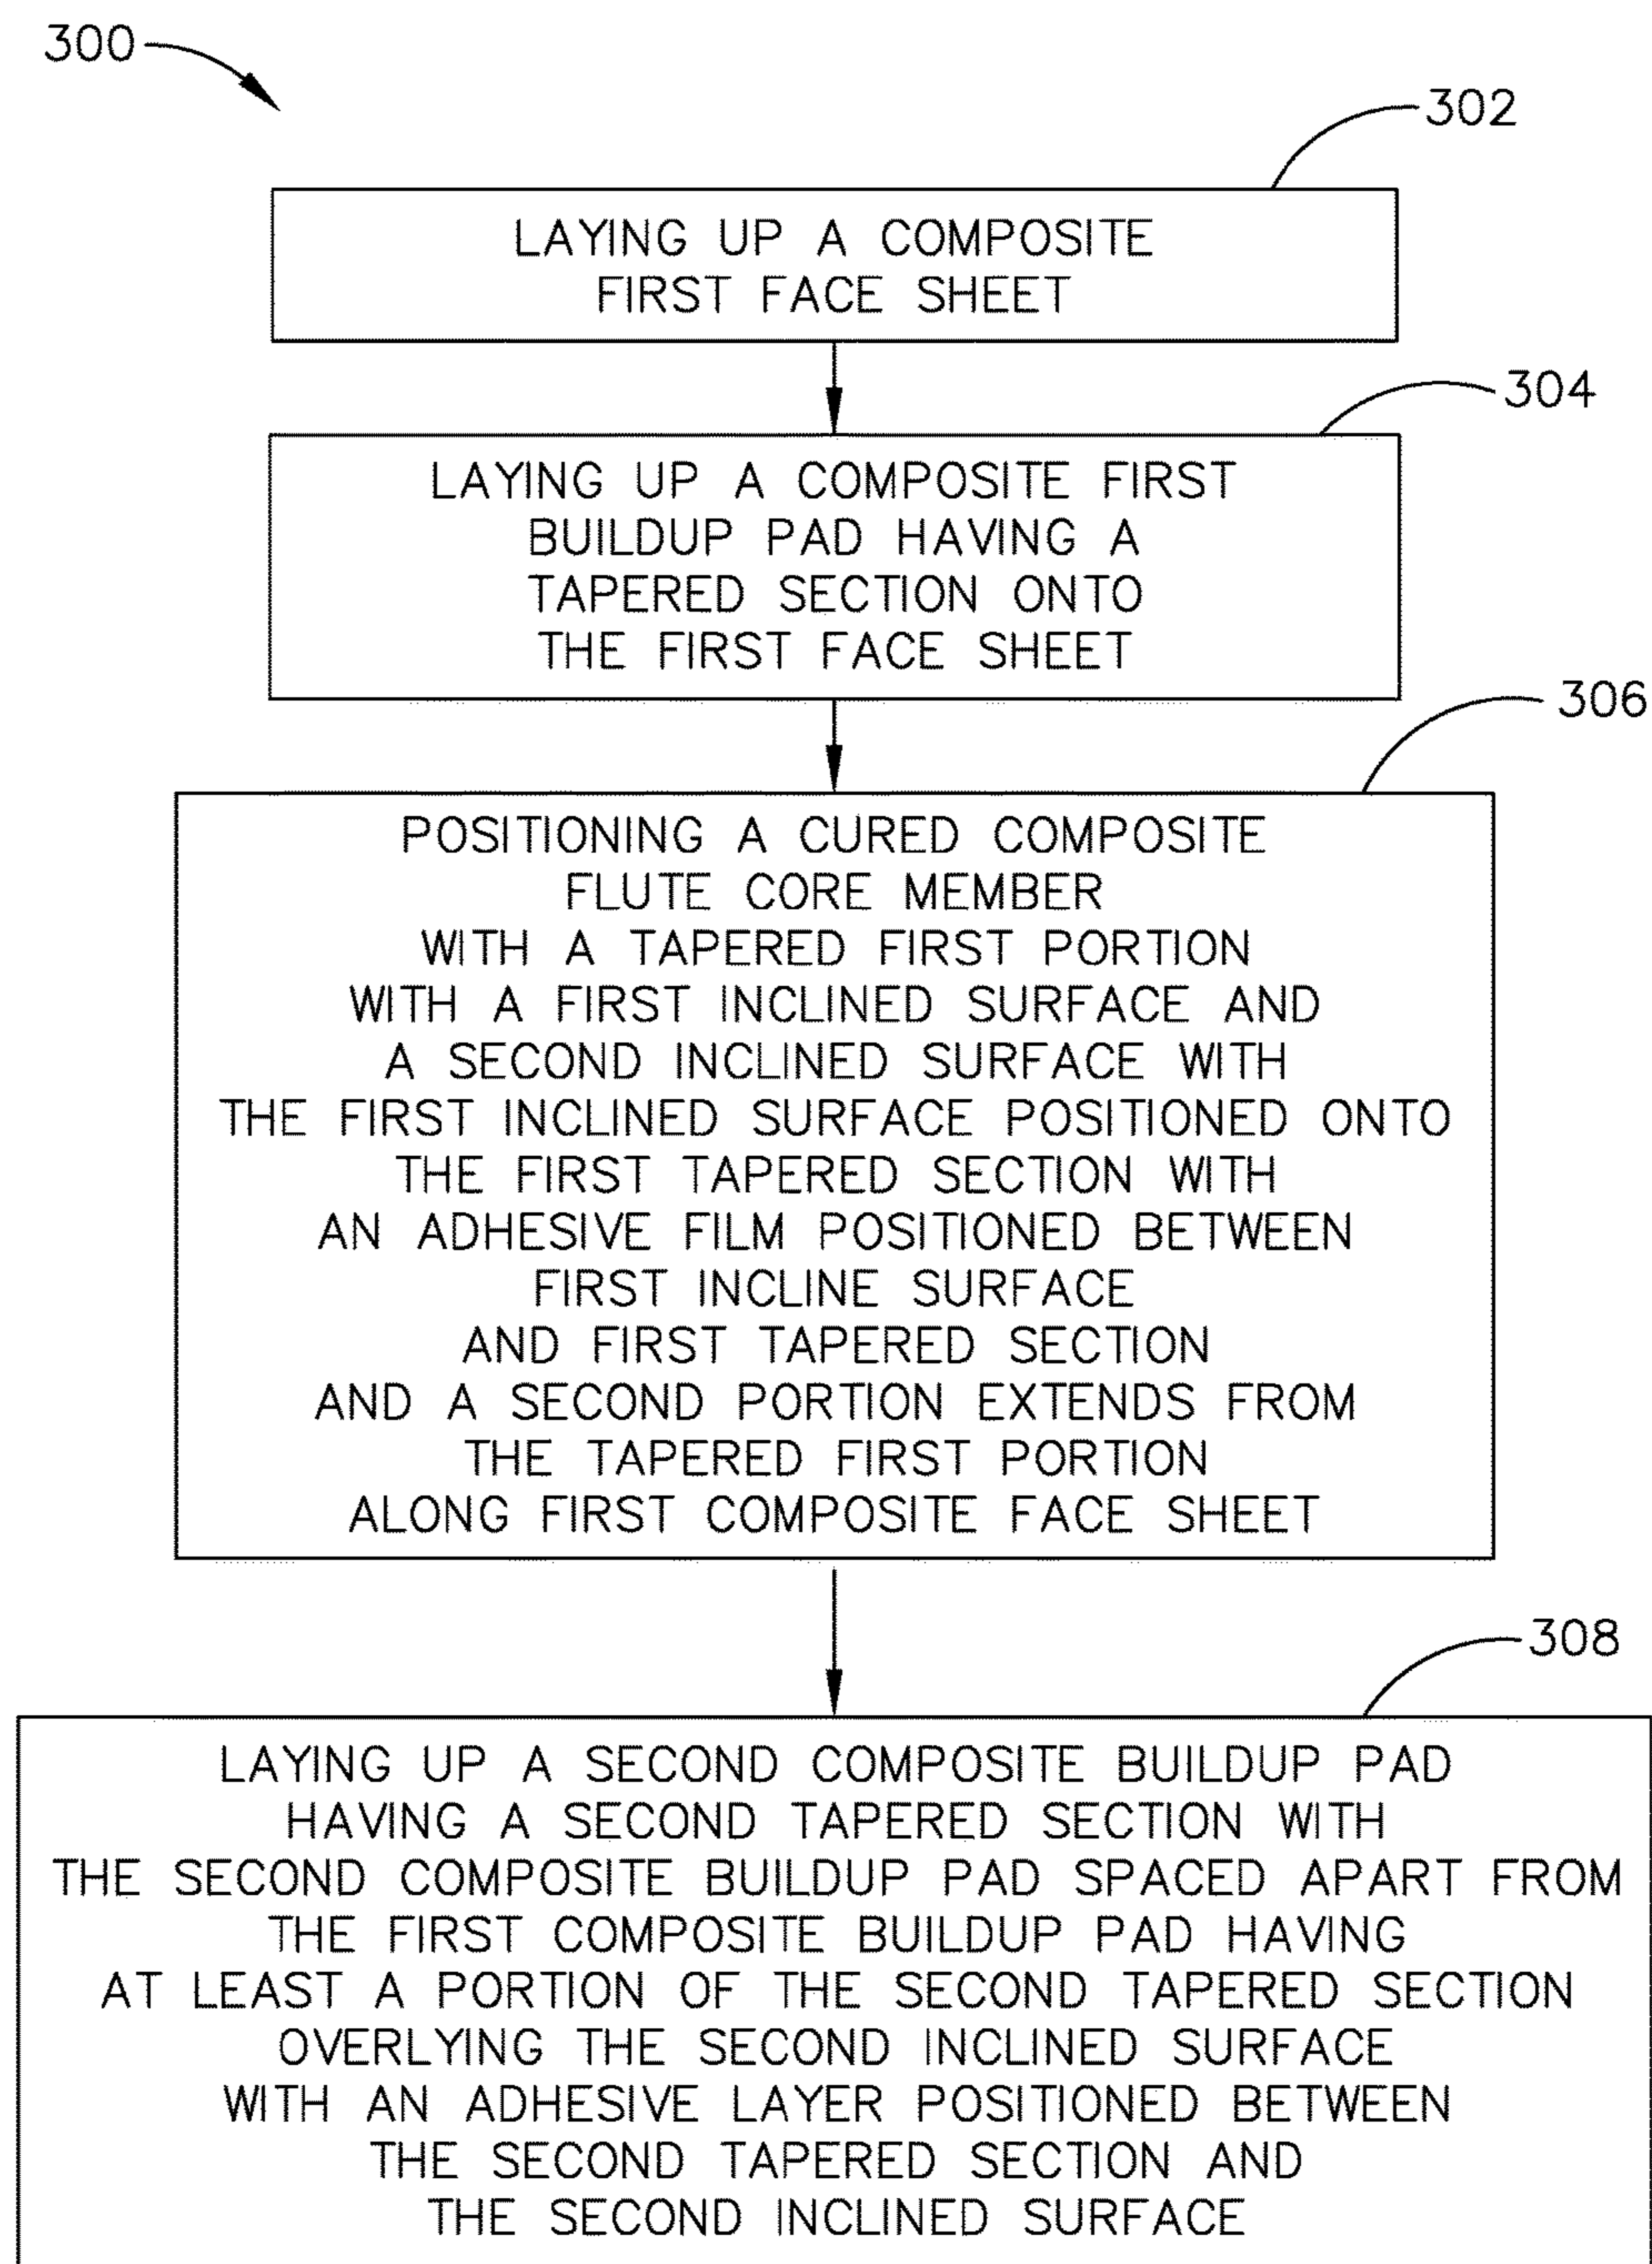 300
302
LAYING UP A COMPOSITE
FIRST FACE SHEET
304
LAYING UP A COMPOSITE FIRST
BUILDUP PAD HAVING A
TAPERED SECTION ONTO
THE FIRST FACE SHEET
306
POSITIONING A CURED COMPOSITE
FLUTE CORE MEMBER
WITH A TAPERED FIRST PORTION
WITH A FIRST INCLINED SURFACE AND
A SECOND INCLINED SURFACE WITH
THE FIRST INCLINED SURFACE POSITIONED ONTO
THE FIRST TAPERED SECTION WITH
AN ADHESIVE FILM POSITIONED BETWEEN
FIRST INCLINE SURFACE
AND FIRST TAPERED SECTION
AND A SECOND PORTION EXTENDS FROM
THE TAPERED FIRST PORTION
ALONG FIRST COMPOSITE FACE SHEET
308
LAYING UP A SECOND COMPOSITE BUILDUP PAD
HAVING A SECOND TAPERED SECTION WITH
THE SECOND COMPOSITE BUILDUP PAD SPACED APART FROM
THE FIRST COMPOSITE BUILDUP PAD HAVING
AT LEAST A PORTION OF THE SECOND TAPERED SECTION
OVERLYING THE SECOND INCLINED SURFACE
WITH AN ADHESIVE LAYER POSITIONED BETWEEN
THE SECOND TAPERED SECTION AND
THE SECOND INCLINED SURFACE